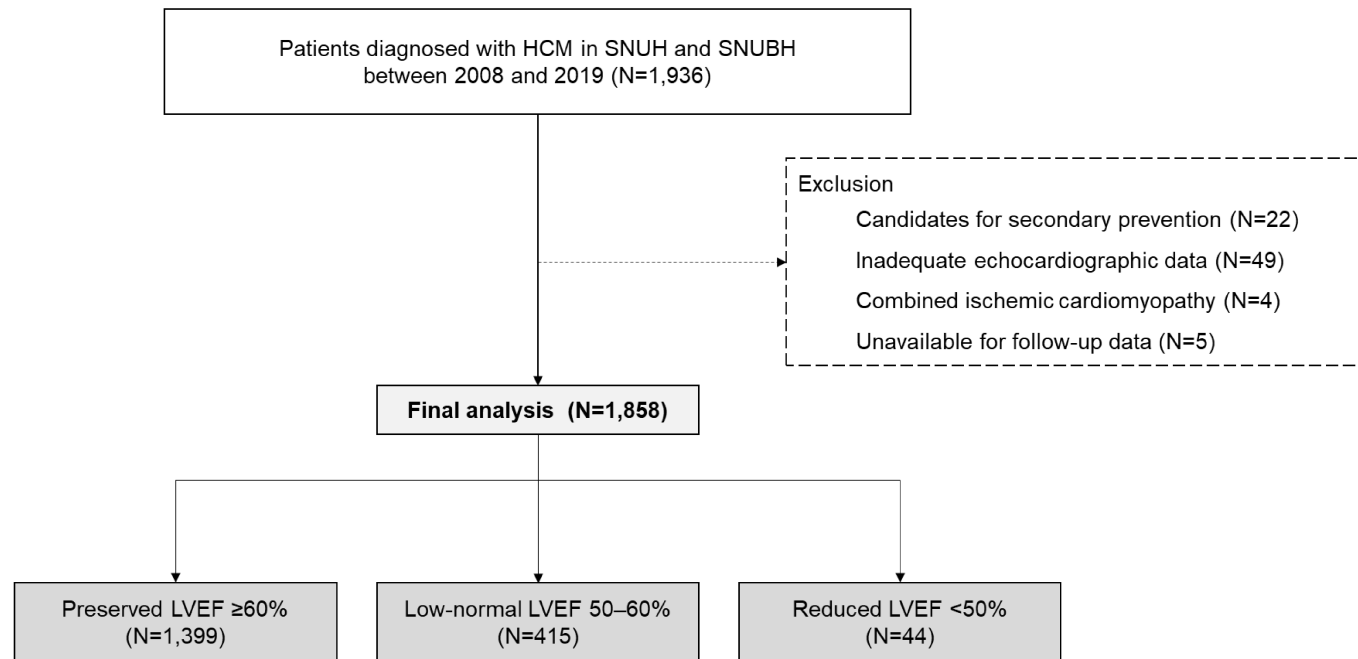 Patients diagnosed with HCM in SNUH and SNUBH
between 2008 and 2019 (N=1,936)
Exclusion
Candidates for secondary prevention (N=22)
Inadequate echocardiographic data (N=49)
Combined ischemic cardiomyopathy (N=4)
Unavailable for follow-up data (N=5)
Final analysis (N=1,858)
Preserved LVEF ≥60%
(N=1,399)
Low-normal LVEF 50–60%
(N=415)
Reduced LVEF <50%
(N=44)